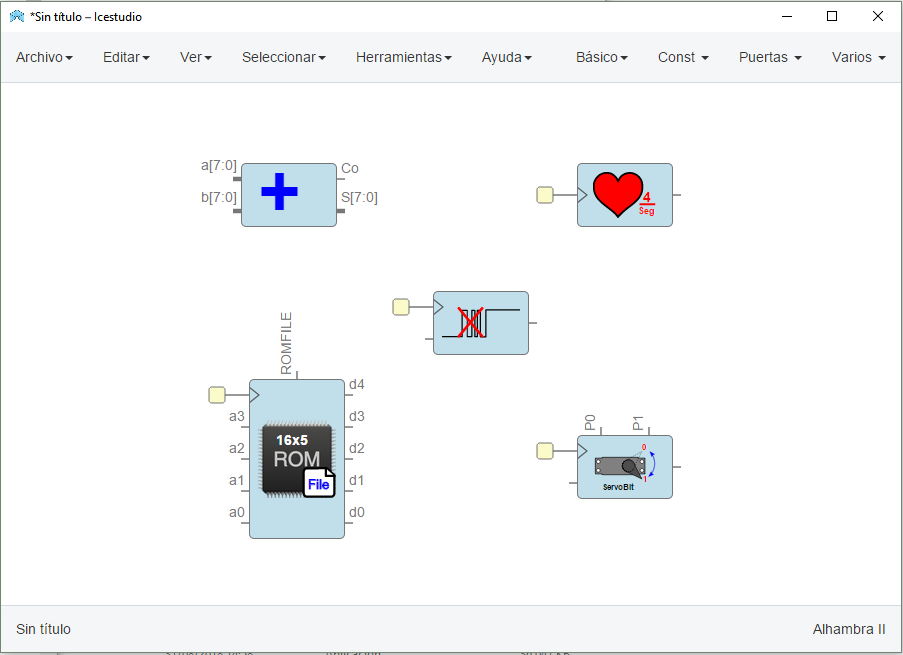 *Sin título – Icestudio
Archivo Editar Ver Seleccionar Herramientas Ayuda Básico Const Puertas Varios
a[7:0] Co
b[7:0] S[7:0]
4
Seg
ROMFILE
d4
a3 d3
a2 d2
a1 d1
a0 d0
16x5
ROM
File
P0 P1
0
1
ServoBit
Sin título Alhambra II